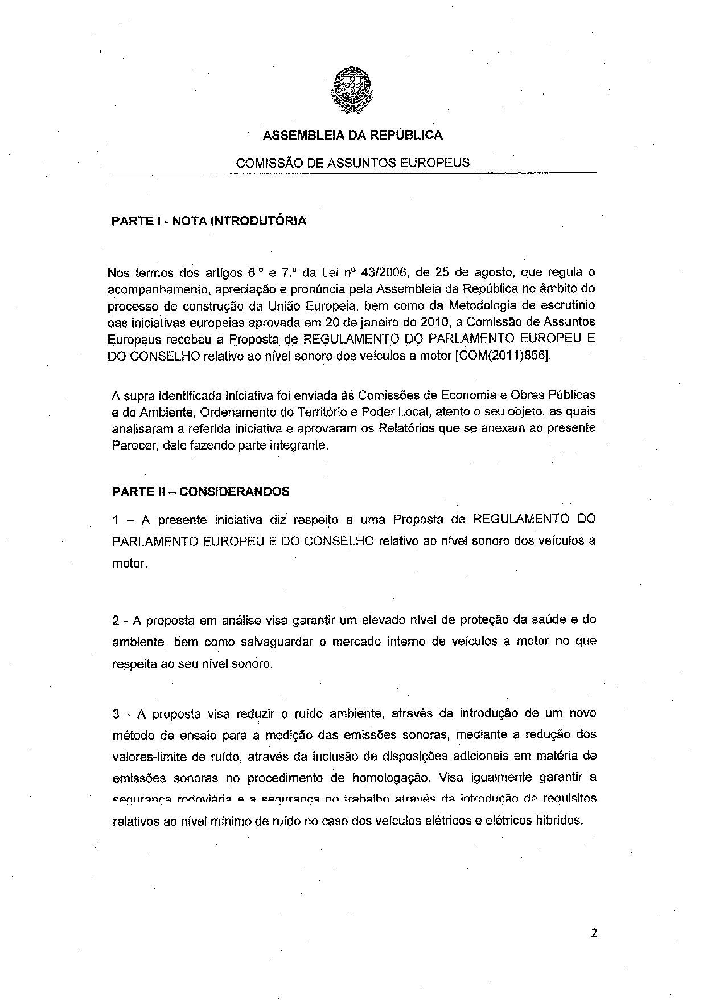 ASSEMBLEIA DA REPÚBLICA
COMISSÃO DE ASSUNTOS EUROPEUS
PARTE I - NOTA INTRODUTÓRIA
Nos termos dos artigos 6.º e 7.º da Lei nº 43/2006, de 25 de agosto, que regula o
acompanhamento, apreciação e pronúncia pela Assembleia da República no âmbito do
processo de construção da União Europeia, bem como da Metodologia de escrutinio
das iniciativas europeias aprovada em 20 de janeiro de 2010, a Comissão de Assuntos
Europeus recebeu a Proposta de REGULAMENTO DO PARLAMENTO EUROPEU E
DO CONSELHO relativo ao nível sonoro dos veículos a motor [COM(2011)856].
A supra identificada iniciativa foi enviada às Comissões de Economia e Obras Públicas
e do Ambiente, Ordenamento do Território e Poder Local, atento o seu objeto, as quais
analisaram a referida iniciativa e aprovaram os Relatórios que se anexam ao presente
Parecer, dele fazendo parte integrante.
PARTE II – CONSIDERANDOS
1 – A presente iniciativa diz respeito a uma Proposta de REGULAMENTO DO
PARLAMENTO EUROPEU E DO CONSELHO relativo ao nível sonoro dos veículos a
motor.
2 - A proposta em análise visa garantir um elevado nível de proteção da saúde e do
ambiente, bem como salvaguardar o mercado interno de veículos a motor no que
respeita ao seu nível sonoro.
3 - A proposta visa reduzir o ruído ambiente, através da introdução de um novo
método de ensaio para a medição das emissões sonoras, mediante a redução dos
valores-limite de ruído, através da inclusão de disposições adicionais em matéria de
emissões sonoras no procedimento de homologação. Visa igualmente garantir a
segurança rodoviária e a segurança no trabalho através da introdução de requisitos
relativos ao nível mínimo de ruído no caso dos veículos elétricos e elétricos híbridos.
2